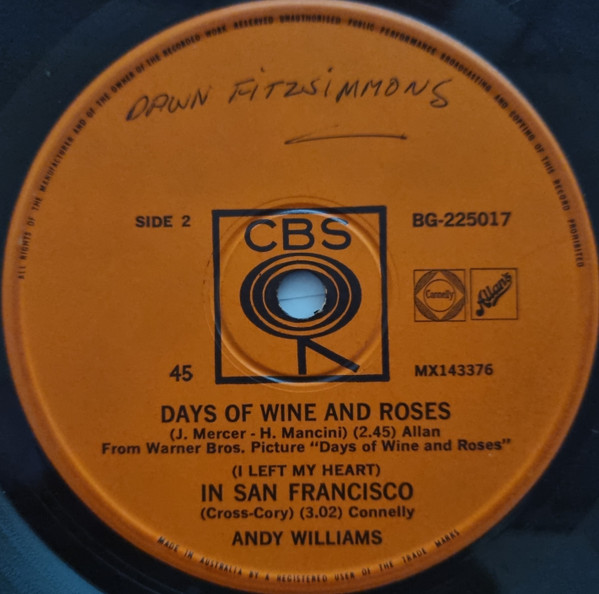 ALL RIGHTS OF THE MANUFACTURER AND OF THE OWNER OF THE RECORDED WORK RESERVED UNAUTHORISED PUBLIC PERFORMANCE BROADCASTING AND COPYING OF THIS RECORD PROHIBITED
DAWN FITZSIMMONS
SIDE 2
BG-225017
CBS
Connelly
Allan's
45
MX143376
DAYS OF WINE AND ROSES
(J. Mercer - H. Mancini) (2.45) Allan
From Warner Bros. Picture "Days of Wine and Roses"
(I LEFT MY HEART)
IN SAN FRANCISCO
(Cross-Cory) (3.02) Connelly
ANDY WILLIAMS
MADE IN AUSTRALIA BY A REGISTERED USER OF THE TRADE MARKS